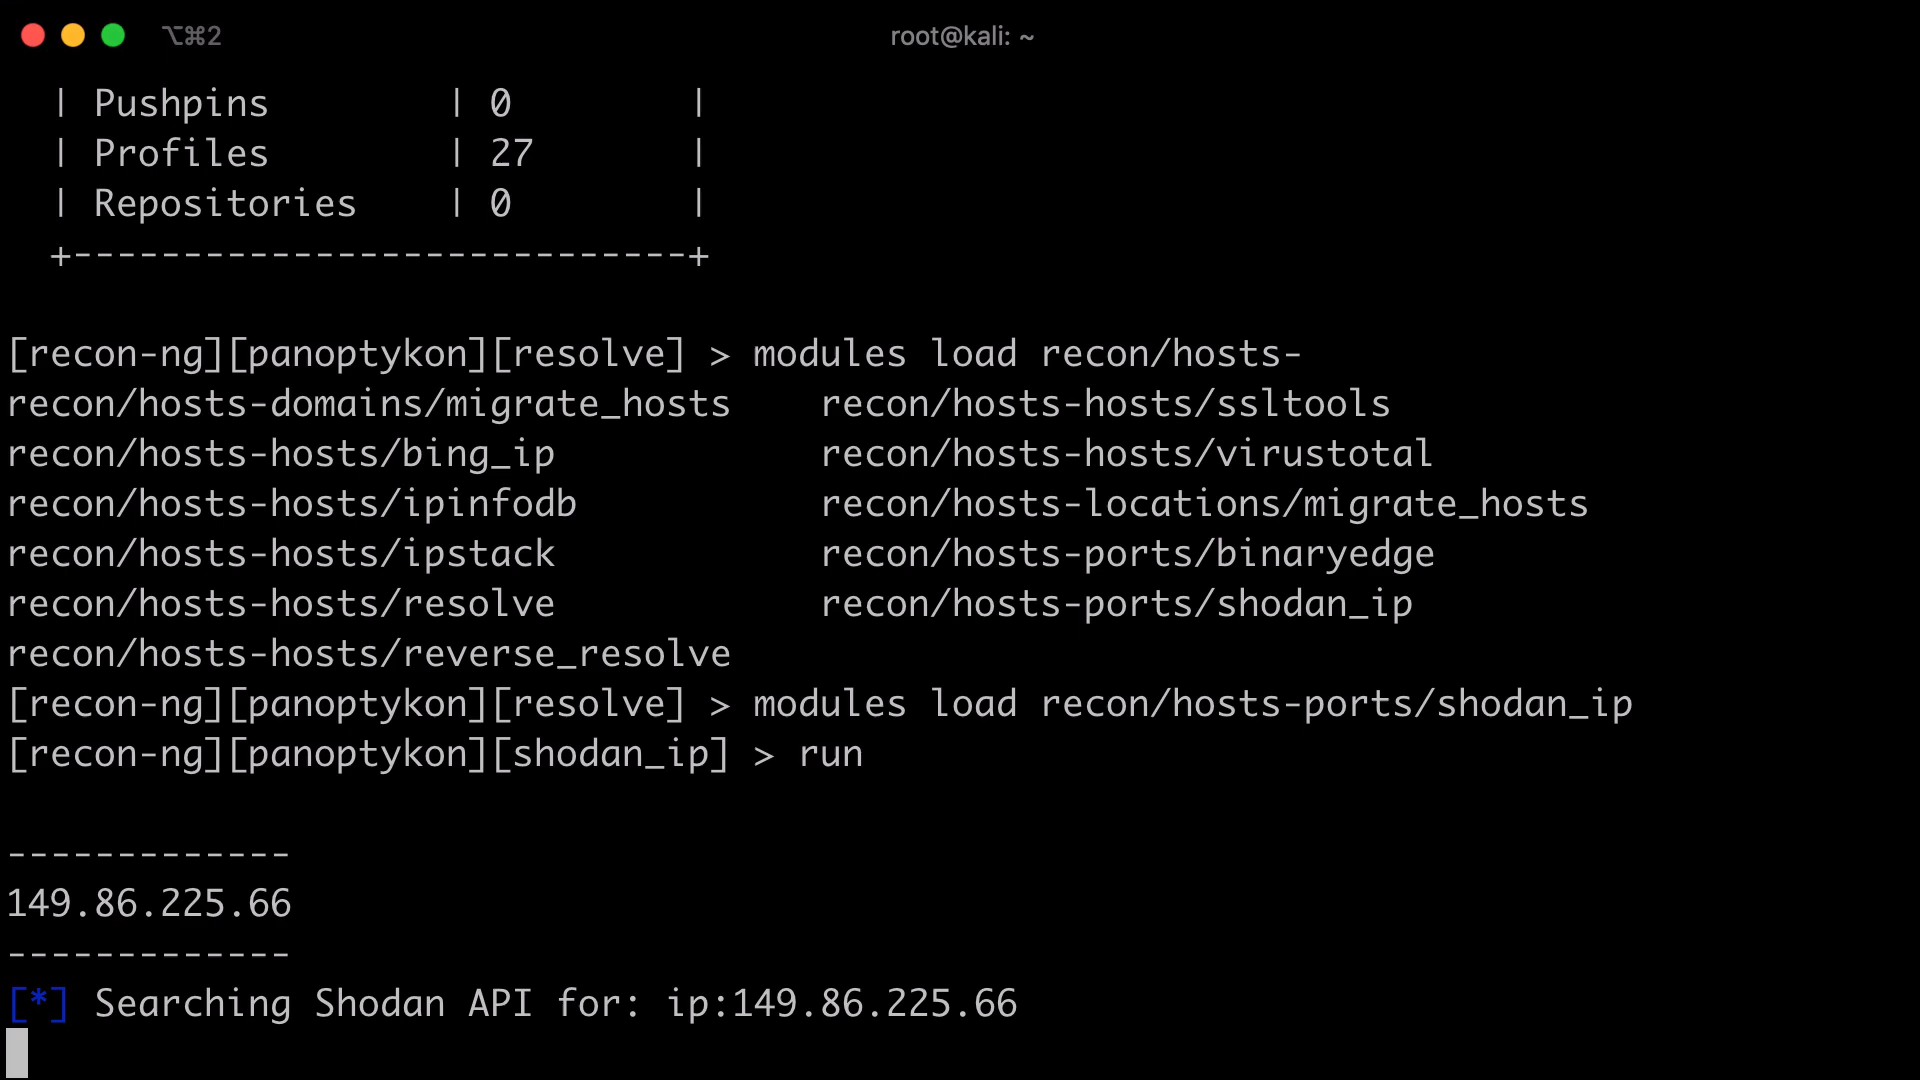 ⌥⌘2
root@kali: ~
| Pushpins | 0 |
| Profiles | 27 |
| Repositories | 0 |
+----------------------------+
[recon-ng][panoptykon][resolve] > modules load recon/hosts-
recon/hosts-domains/migrate_hosts recon/hosts-hosts/ssltools
recon/hosts-hosts/bing_ip recon/hosts-hosts/virustotal
recon/hosts-hosts/ipinfodb recon/hosts-locations/migrate_hosts
recon/hosts-hosts/ipstack recon/hosts-ports/binaryedge
recon/hosts-hosts/resolve recon/hosts-ports/shodan_ip
recon/hosts-hosts/reverse_resolve
[recon-ng][panoptykon][resolve] > modules load recon/hosts-ports/shodan_ip
[recon-ng][panoptykon][shodan_ip] > run
-------------
149.86.225.66
-------------
[*] Searching Shodan API for: ip:149.86.225.66